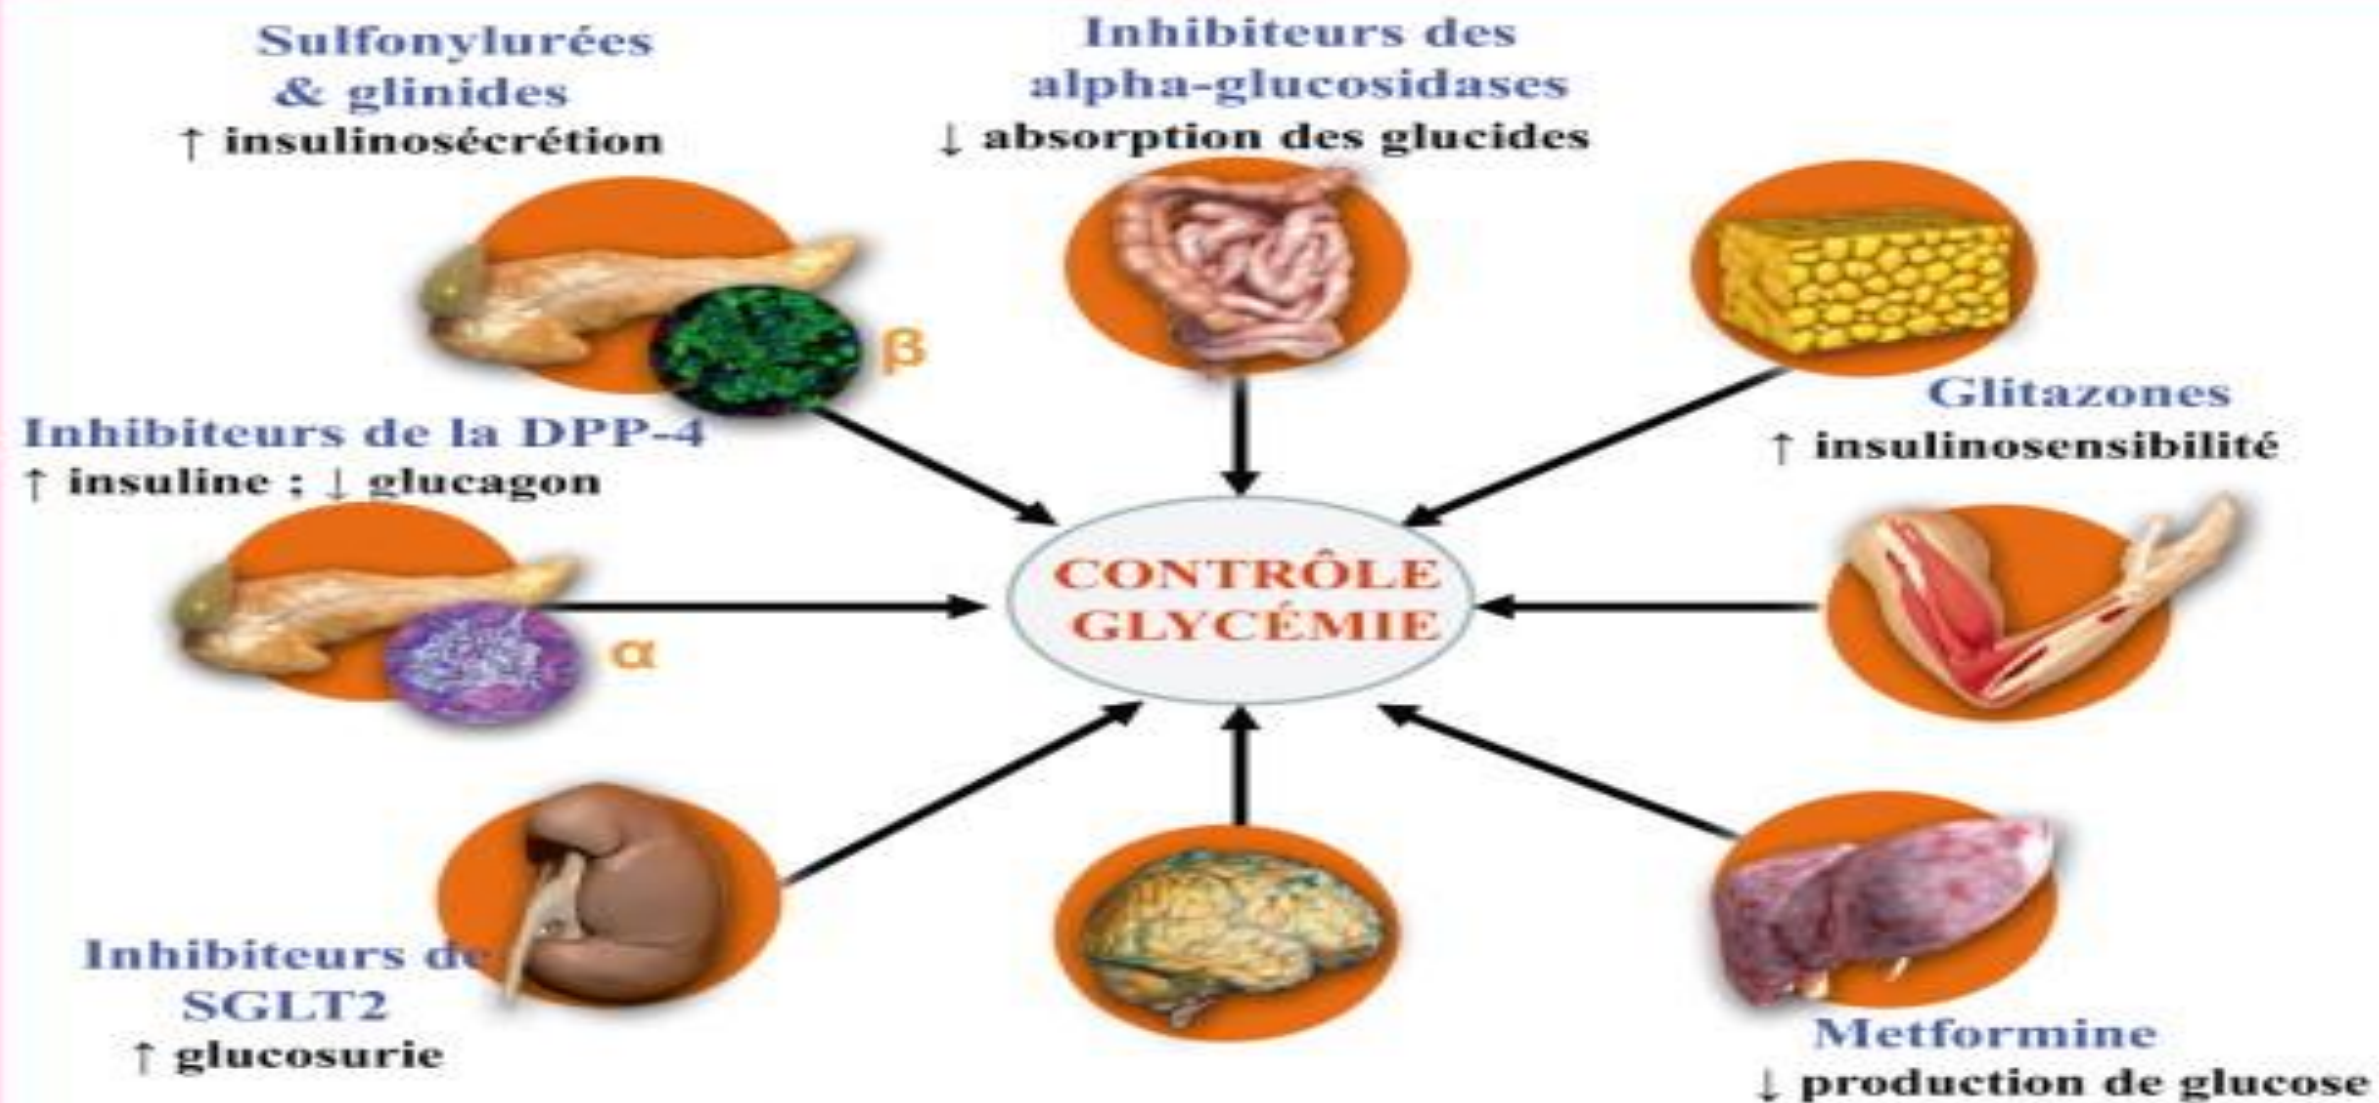 Sulfonylurées
& glinides
↑ insulinosécrétion
Inhibiteurs des
alpha-glucosidases
↓ absorption des glucides
β
Glitazones
↑ insulinosensibilité
Inhibiteurs de la DPP-4
↑ insuline ; ↓ glucagon
α
CONTRÔLE
GLYCÉMIE
Inhibiteurs de
SGLT2
↑ glucosurie
Metformine
↓ production de glucose